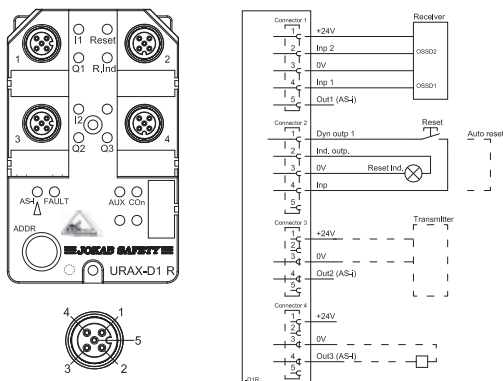 1
I1 Reset
2
Q1 R,Ind
3
I2
4
Q2 Q3
AS-i FAULT
AUX COn
ADDR
JOKAB SAFETY
URAX-D1 R
4 1
5
3 2
Connector 1
1 +24V
2 Inp 2
3 0V
4 Inp 1
5 Out1 (AS-i)
Receiver
OSSD2
OSSD1
Connector 2
1 Dyn outp 1
2 Ind. outp.
3 0V
4 Inp
5
Reset
Auto reset
Reset Ind.
Connector 3
1 +24V
2
3 0V
4 Out2 (AS-i)
5
Transmitter
Connector 4
1 +24V
2
3 0V
4 Out3 (AS-i)
5
-D1R